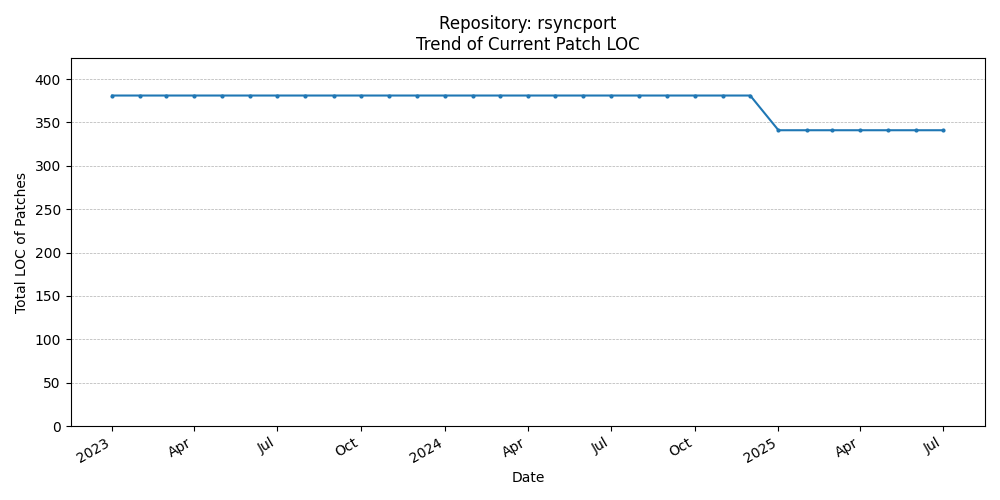 Repository: rsyncport
Trend of Current Patch LOC
400
350
300
250
200
150
100
50
0
Total LOC of Patches
2023
Apr
Jul
Oct
2024
Apr
Jul
Oct
2025
Apr
Jul
Date